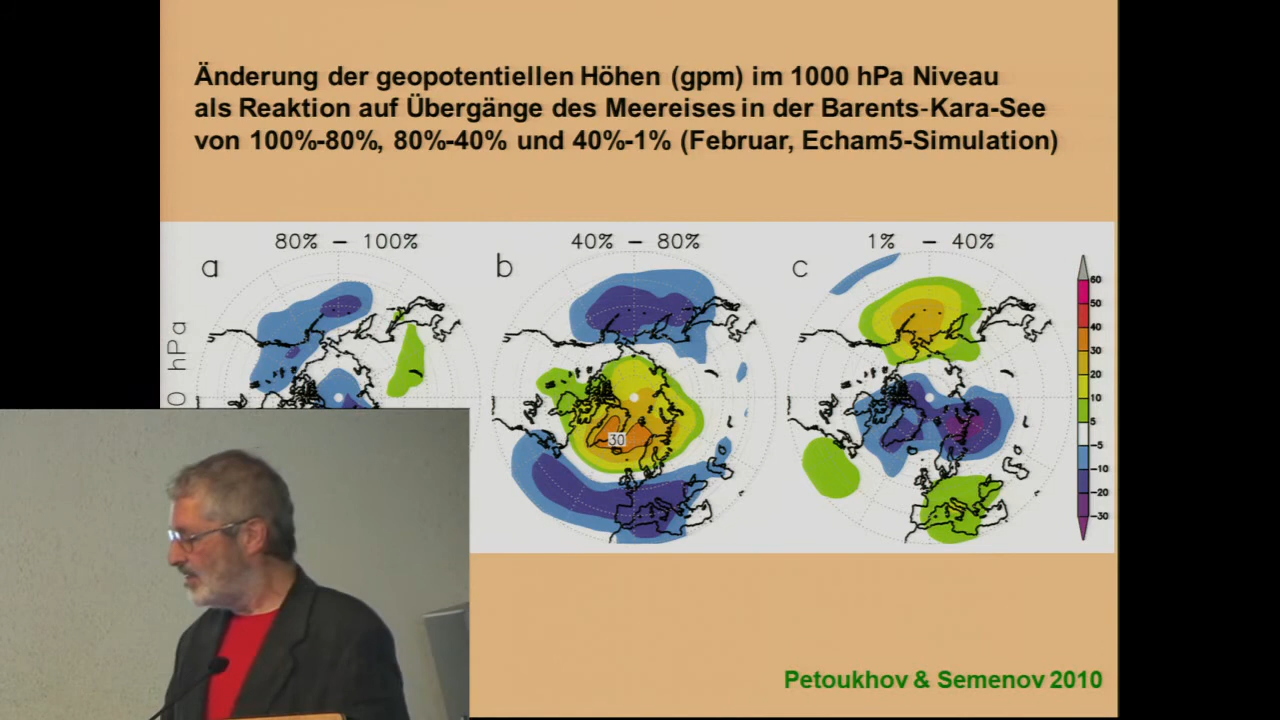 Änderung der geopotentiellen Höhen (gpm) im 1000 hPa Niveau
als Reaktion auf Übergänge des Meereises in der Barents-Kara-See
von 100%-80%, 80%-40% und 40%-1% (Februar, Echam5-Simulation)
80% – 100%
40% – 80%
1% – 40%
a
b
c
0 hPa
30
60
50
40
30
20
10
5
-5
-10
-20
-30
Petoukhov & Semenov 2010